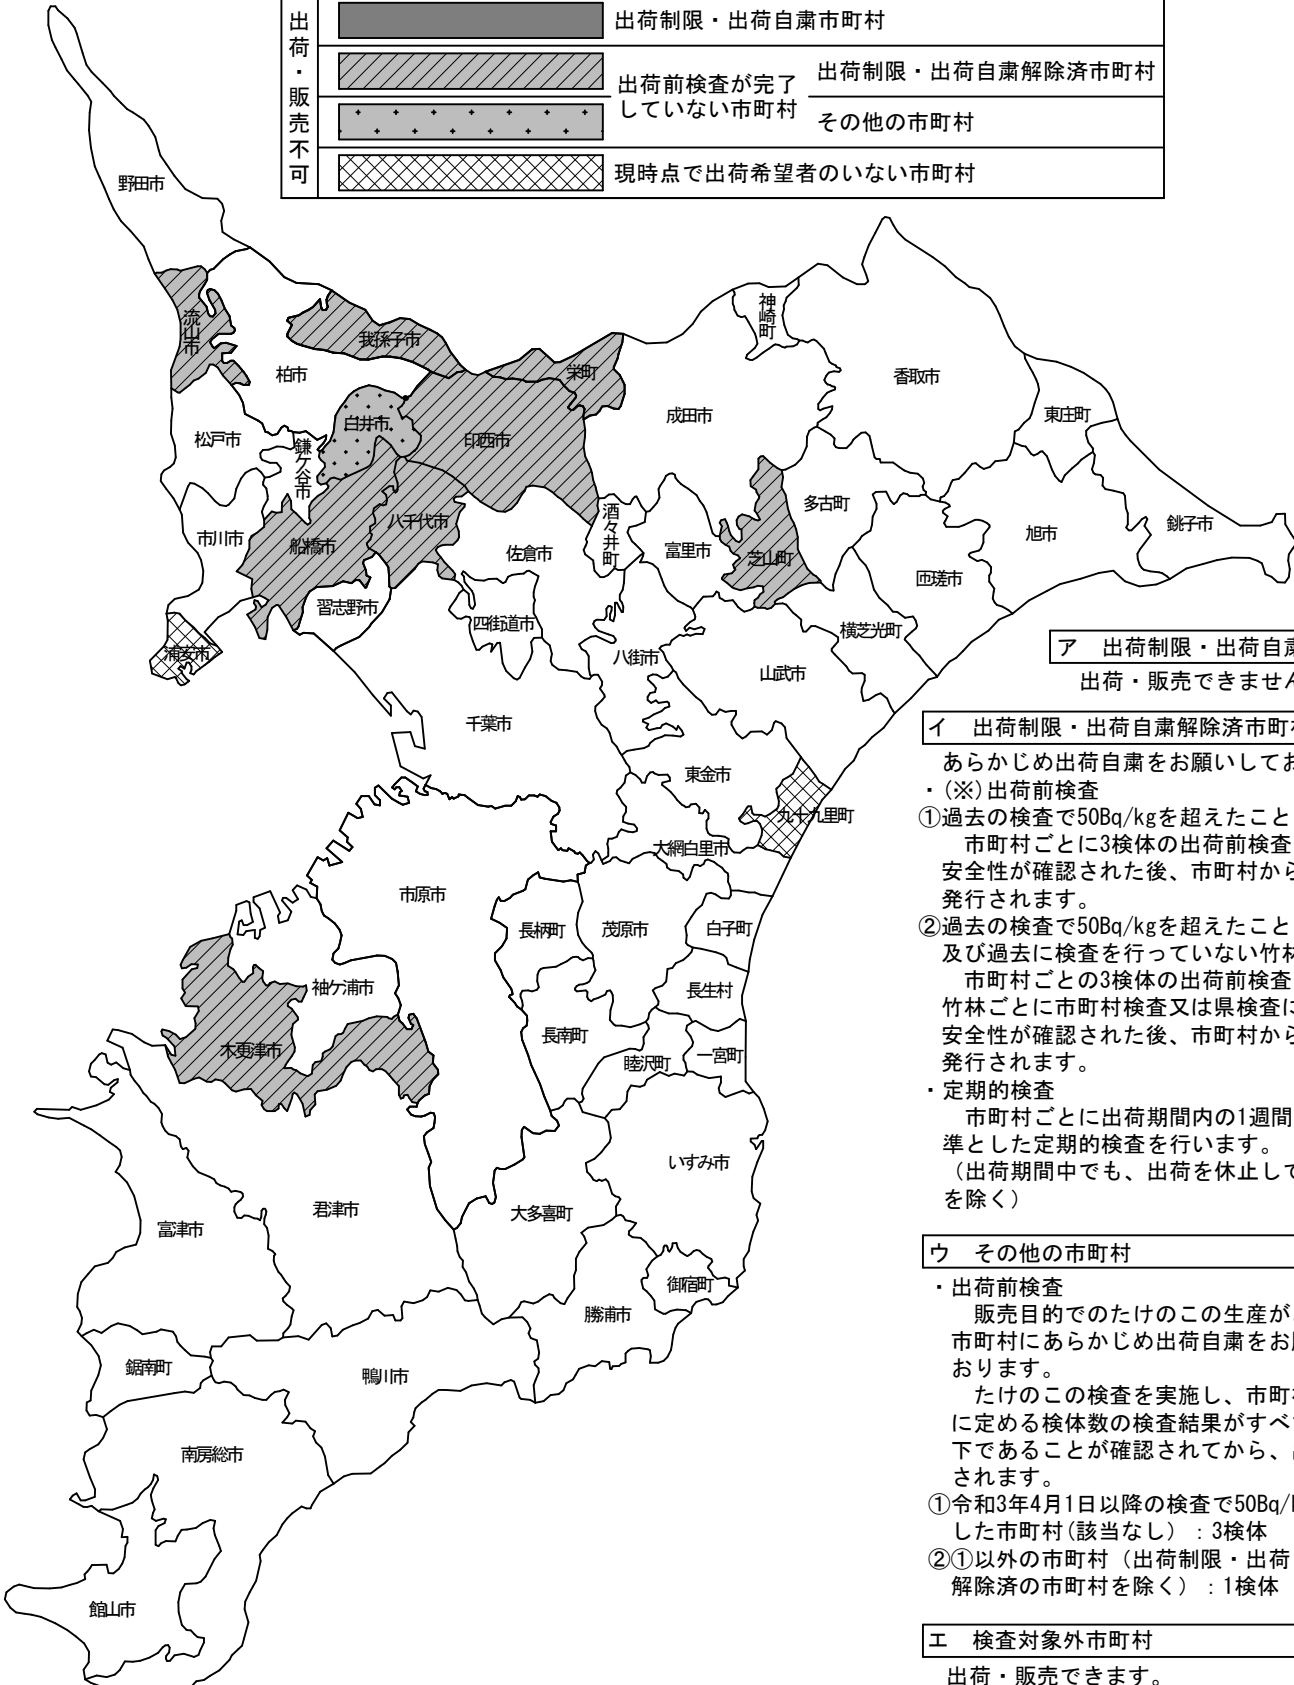 出荷・販売不可
出荷制限・出荷自粛市町村
出荷前検査が完了
していない市町村
出荷制限・出荷自粛解除済市町村
その他の市町村
現時点で出荷希望者のいない市町村
野田市
流山市
我孫子市
柏市
栄町
神崎町
香取市
成田市
東庄町
白井市
印西市
松戸市
鎌ケ谷市
多古町
酒々井町
八千代市
市川市
船橋市
佐倉市
富里市
芝山町
旭市
銚子市
匝瑳市
習志野市
四街道市
横芝光町
浦安市
八街市
山武市
千葉市
東金市
九十九里町
大網白里市
市原市
長柄町
茂原市
白子町
袖ケ浦市
長生村
木更津市
長南町
睦沢町
一宮町
いすみ市
君津市
大多喜町
富津市
御宿町
勝浦市
鋸南町
鴨川市
南房総市
館山市
ア 出荷制限・出荷自粛
出荷・販売できません
イ 出荷制限・出荷自粛解除済市町村
あらかじめ出荷自粛をお願いしてお
・(※)出荷前検査
①過去の検査で50Bq/kgを超えたこと
市町村ごとに3検体の出荷前検査
安全性が確認された後、市町村から
発行されます。
②過去の検査で50Bq/kgを超えたこと
及び過去に検査を行っていない竹林
市町村ごとの3検体の出荷前検査
竹林ごとに市町村検査又は県検査に
安全性が確認された後、市町村から
発行されます。
・定期的検査
市町村ごとに出荷期間内の1週間
準とした定期的検査を行います。
（出荷期間中でも、出荷を休止して
を除く）
ウ その他の市町村
・出荷前検査
販売目的でのたけのこの生産が
市町村にあらかじめ出荷自粛をお
おります。
たけのこの検査を実施し、市町村
に定める検体数の検査結果がすべ
下であることが確認されてから、
されます。
①令和3年4月1日以降の検査で50Bq/
した市町村(該当なし）：3検体
②①以外の市町村（出荷制限・出荷
解除済の市町村を除く）：1検体
エ 検査対象外市町村
出荷・販売できます。